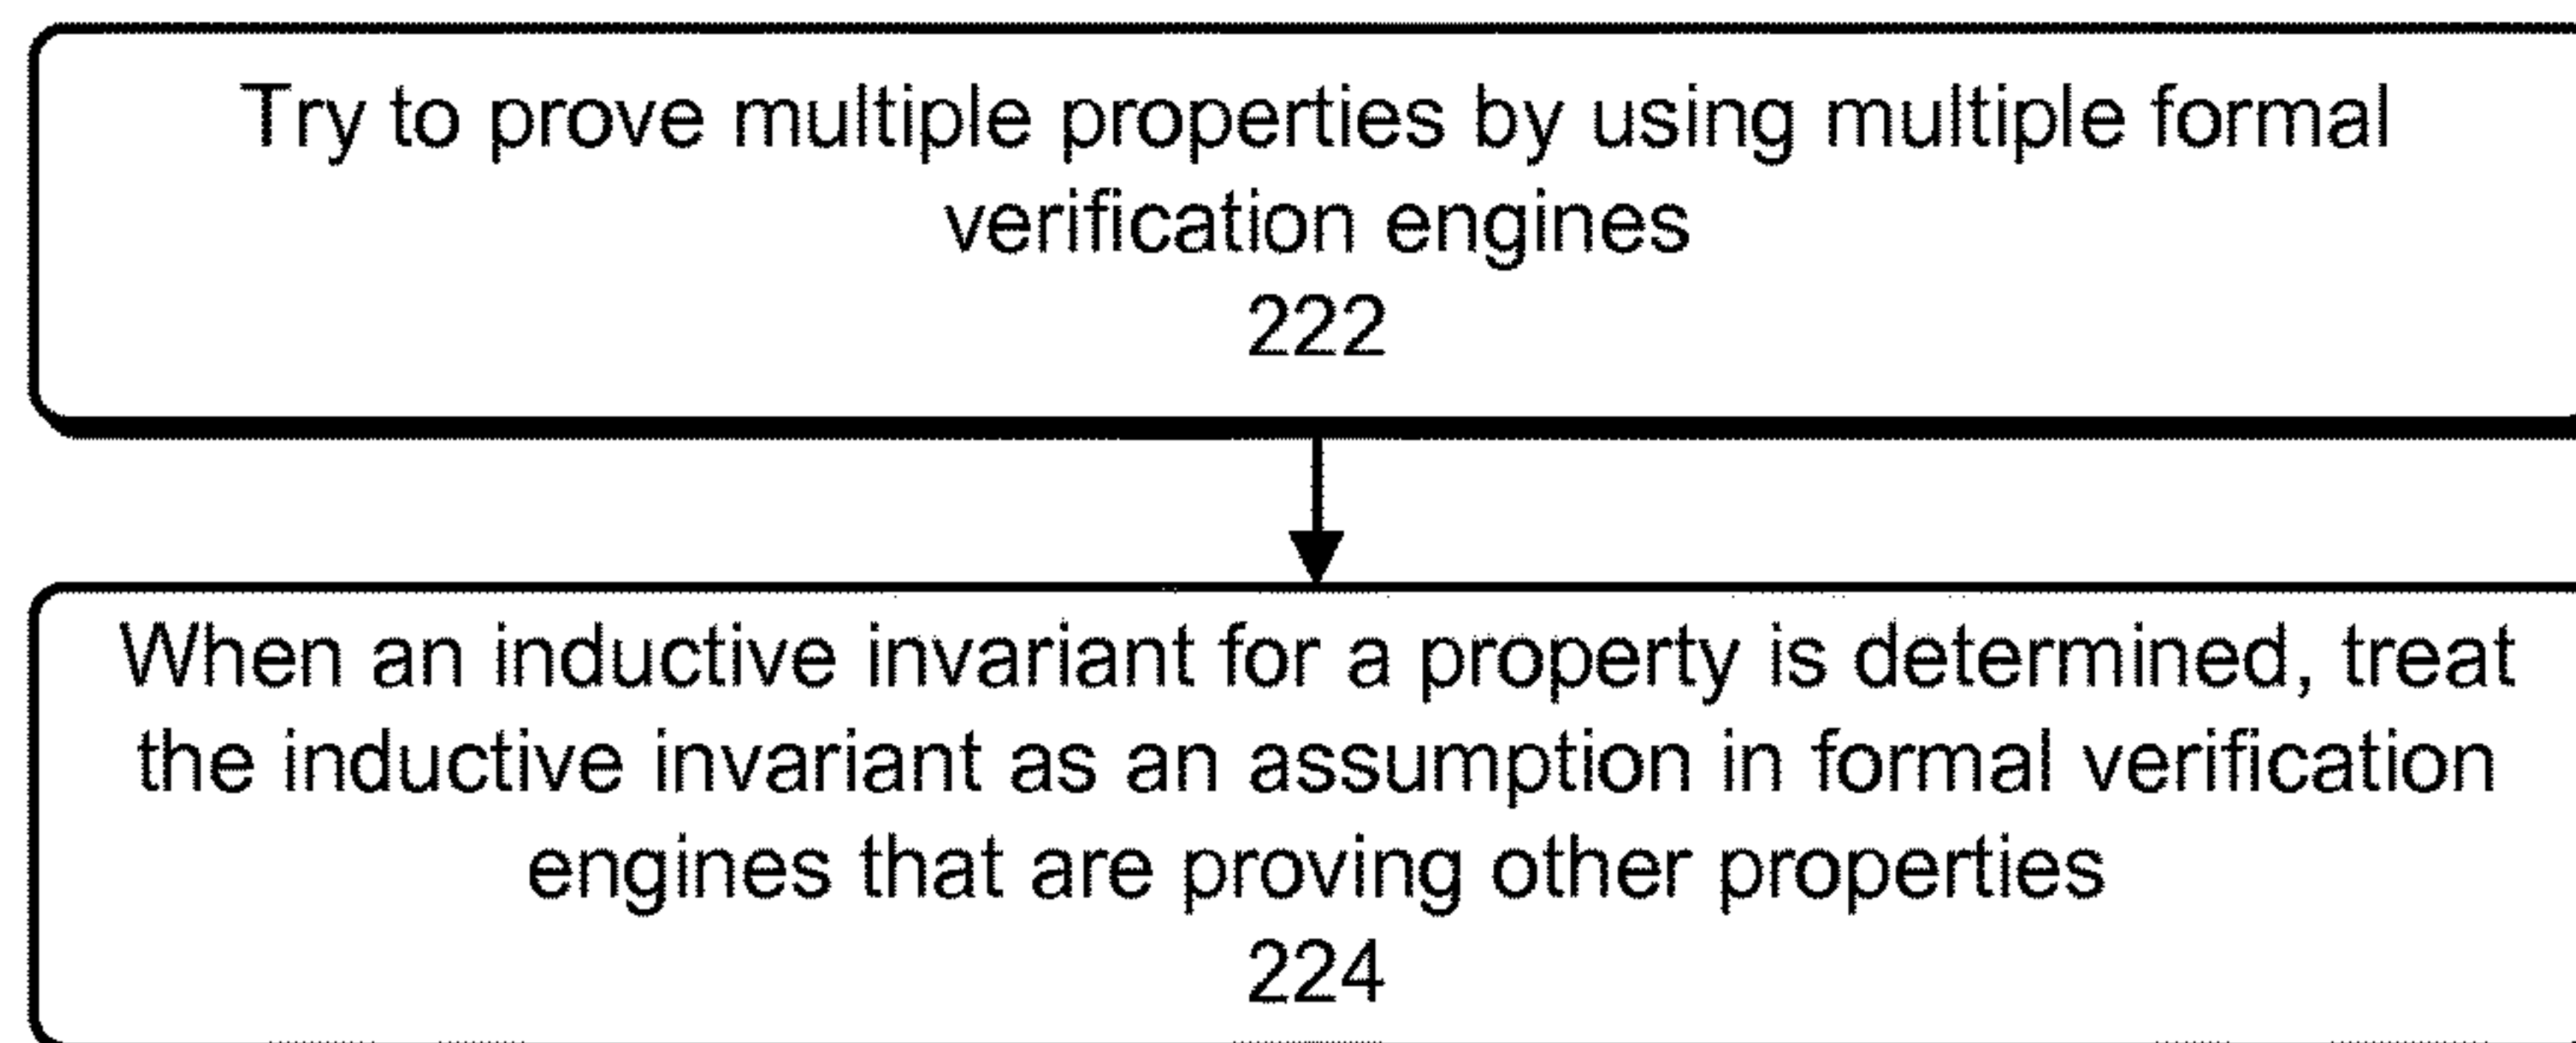 Try to prove multiple properties by using multiple formal
verification engines
222
When an inductive invariant for a property is determined, treat
the inductive invariant as an assumption in formal verification
engines that are proving other properties
224